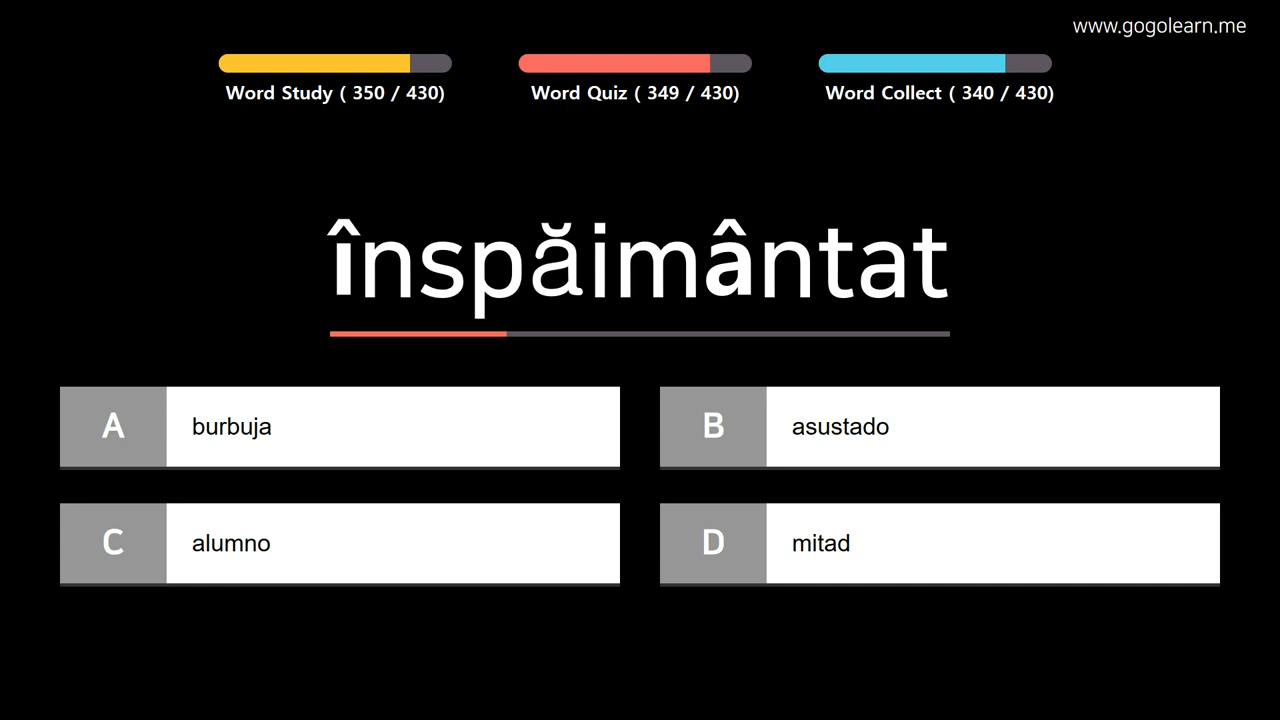 www.gogolearn.me
Word Study ( 350 / 430)
Word Quiz ( 349 / 430)
Word Collect ( 340 / 430)
înspăimântat
A burbuja
B asustado
C alumno
D mitad